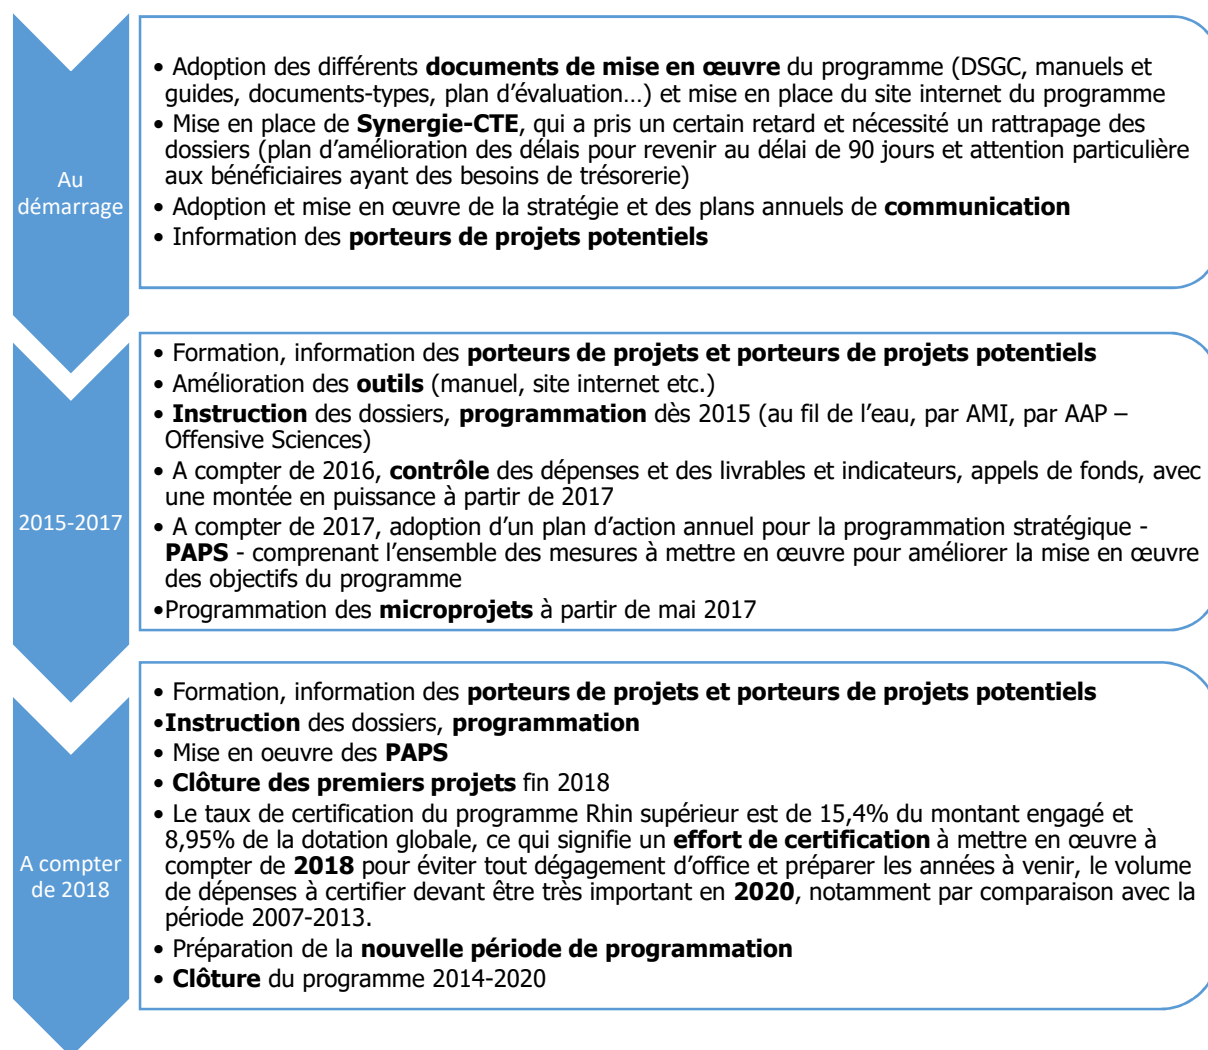 Au
démarrage
• Adoption des différents documents de mise en œuvre du programme (DSGC, manuels et
guides, documents-types, plan d’évaluation…) et mise en place du site internet du programme
• Mise en place de Synergie-CTE, qui a pris un certain retard et nécessité un rattrapage des
dossiers (plan d’amélioration des délais pour revenir au délai de 90 jours et attention particulière
aux bénéficiaires ayant des besoins de trésorerie)
• Adoption et mise en œuvre de la stratégie et des plans annuels de communication
• Information des porteurs de projets potentiels
2015-2017
• Formation, information des porteurs de projets et porteurs de projets potentiels
• Amélioration des outils (manuel, site internet etc.)
• Instruction des dossiers, programmation dès 2015 (au fil de l’eau, par AMI, par AAP –
Offensive Sciences)
• A compter de 2016, contrôle des dépenses et des livrables et indicateurs, appels de fonds, avec
une montée en puissance à partir de 2017
• A compter de 2017, adoption d’un plan d’action annuel pour la programmation stratégique -
PAPS - comprenant l’ensemble des mesures à mettre en œuvre pour améliorer la mise en œuvre
des objectifs du programme
•Programmation des microprojets à partir de mai 2017
A compter
de 2018
• Formation, information des porteurs de projets et porteurs de projets potentiels
•Instruction des dossiers, programmation
• Mise en oeuvre des PAPS
• Clôture des premiers projets fin 2018
• Le taux de certification du programme Rhin supérieur est de 15,4% du montant engagé et
8,95% de la dotation globale, ce qui signifie un effort de certification à mettre en œuvre à
compter de 2018 pour éviter tout dégagement d’office et préparer les années à venir, le volume
de dépenses à certifier devant être très important en 2020, notamment par comparaison avec la
période 2007-2013.
• Préparation de la nouvelle période de programmation
• Clôture du programme 2014-2020